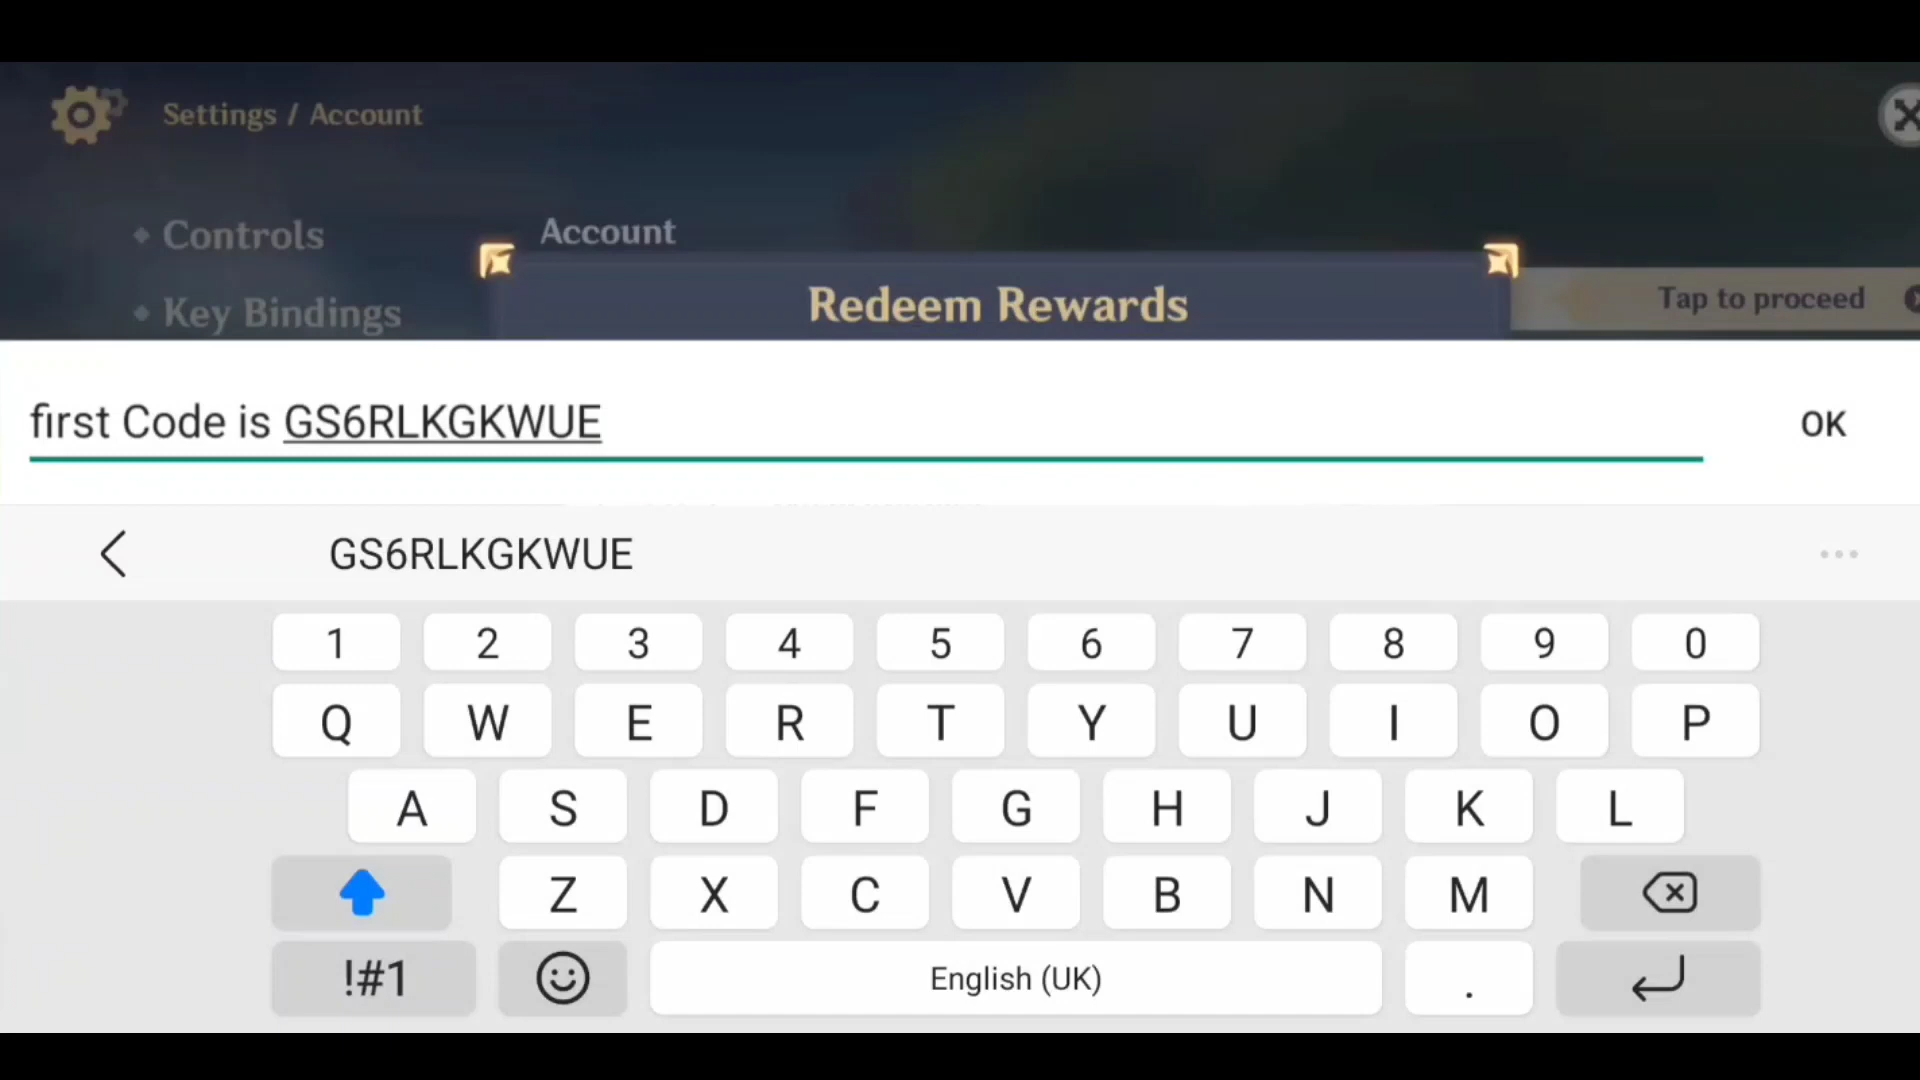 Settings / Account
Controls
Account
Key Bindings
Redeem Rewards
Tap to proceed
first Code is GS6RLKGKWUE
OK
GS6RLKGKWUE
1 2 3 4 5 6 7 8 9 0
Q W E R T Y U I O P
A S D F G H J K L
Z X C V B N M
!#1 English (UK) .